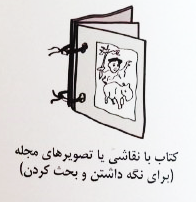 کتاب با نقاشی یا تصویرهای مجله
(برای نگه داشتن و بحث کردن)